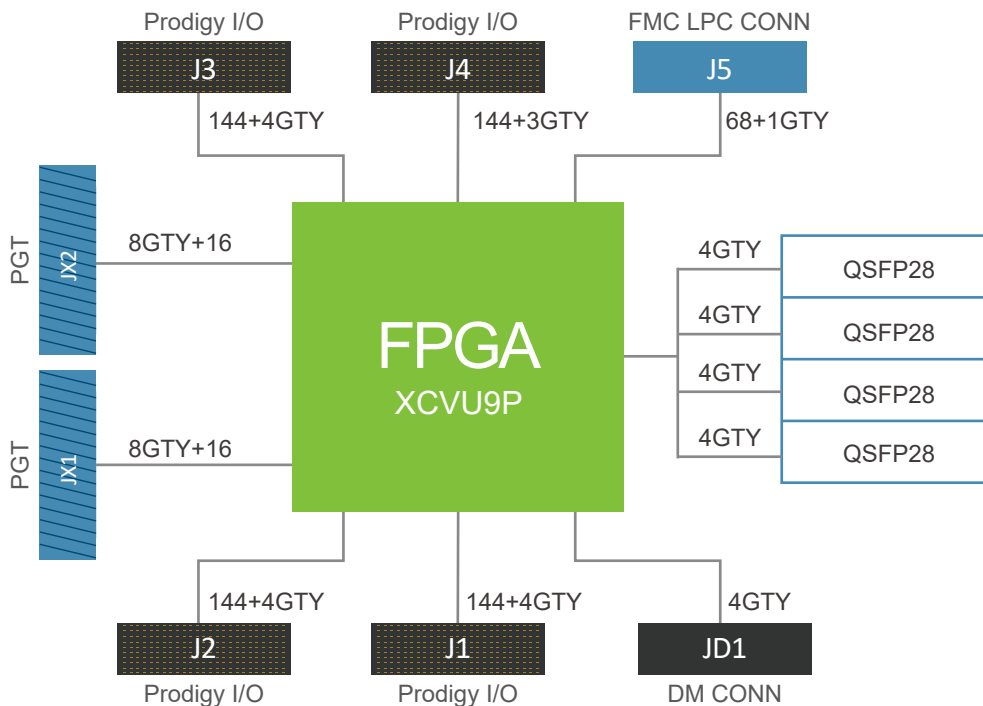 Prodigy I/O
Prodigy I/O
FMC LPC CONN
J3
J4
J5
144+4GTY
144+3GTY
68+1GTY
PGT
JX2
8GTY+16
4GTY
QSFP28
4GTY
QSFP28
FPGA
XCVU9P
4GTY
QSFP28
4GTY
QSFP28
PGT
JX1
8GTY+16
144+4GTY
144+4GTY
4GTY
J2
J1
JD1
Prodigy I/O
Prodigy I/O
DM CONN